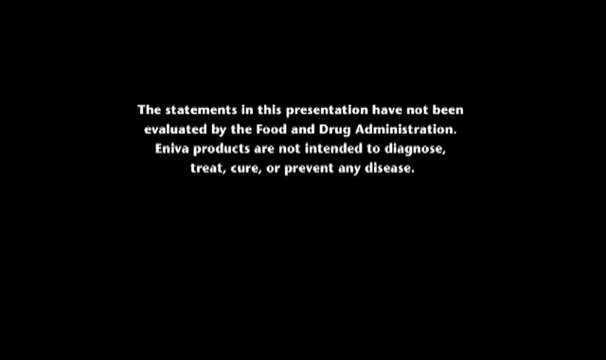 The statements in this presentation have not been
evaluated by the Food and Drug Administration.
Eniva products are not intended to diagnose,
treat, cure, or prevent any disease.